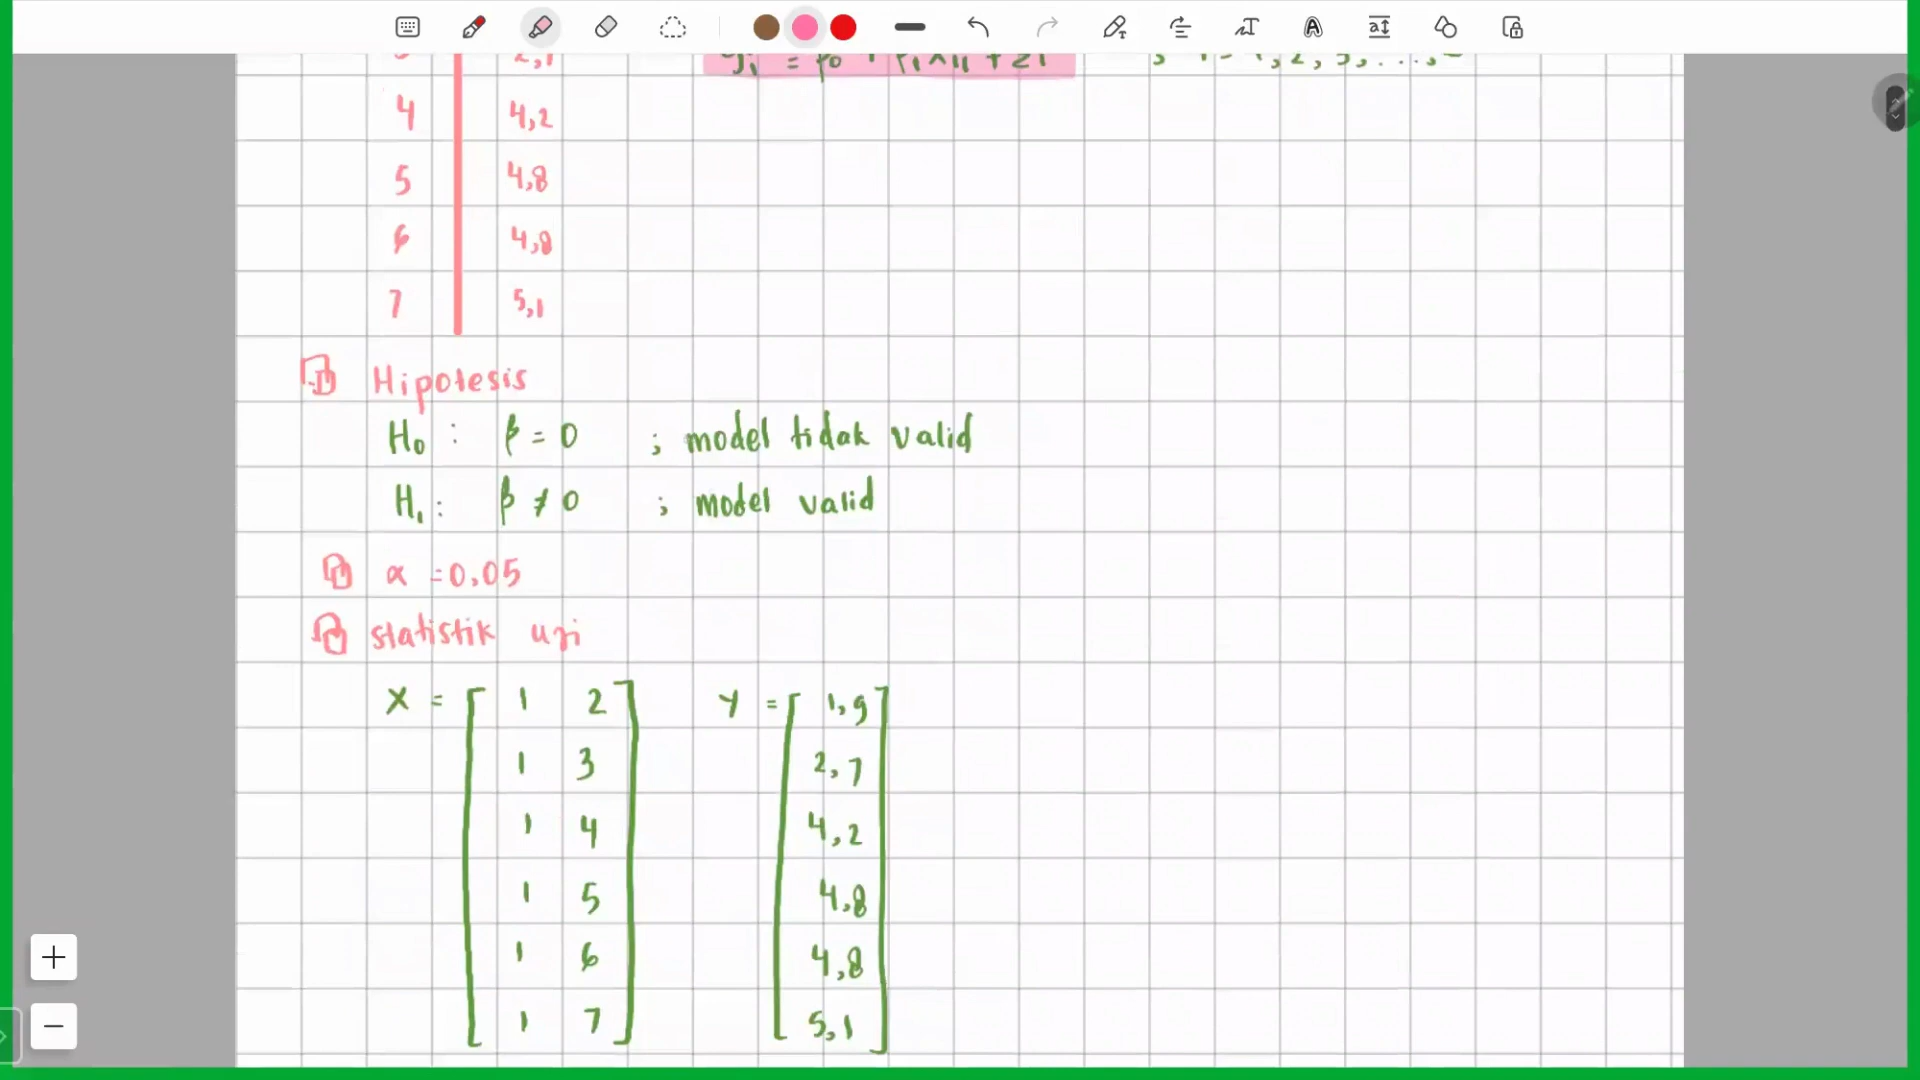 4 4,2
5 4,8
6 4,8
7 5,1
Hipotesis
H₀ : β = 0 ; model tidak valid
H₁ : β ≠ 0 ; model valid
α = 0,05
statistik uji
X = [ 1 2 ] Y = [ 1,9 ]
1 3 2,7
1 4 4,2
1 5 4,8
1 6 4,8
1 7 5,1